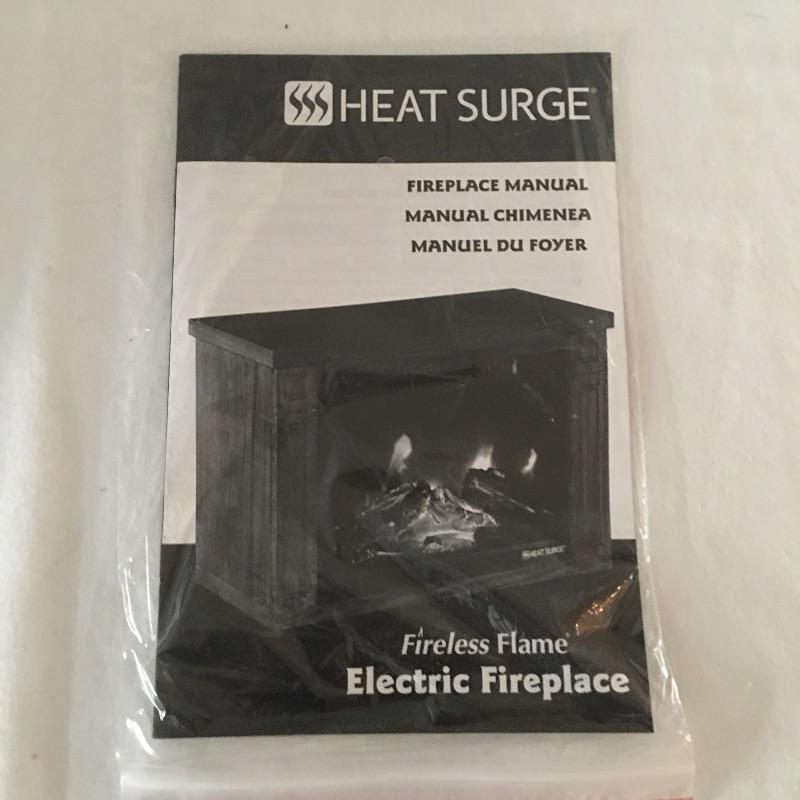 HEAT SURGE®
FIREPLACE MANUAL
MANUAL CHIMENEA
MANUEL DU FOYER
HEAT SURGE
Fireless Flame®
Electric Fireplace